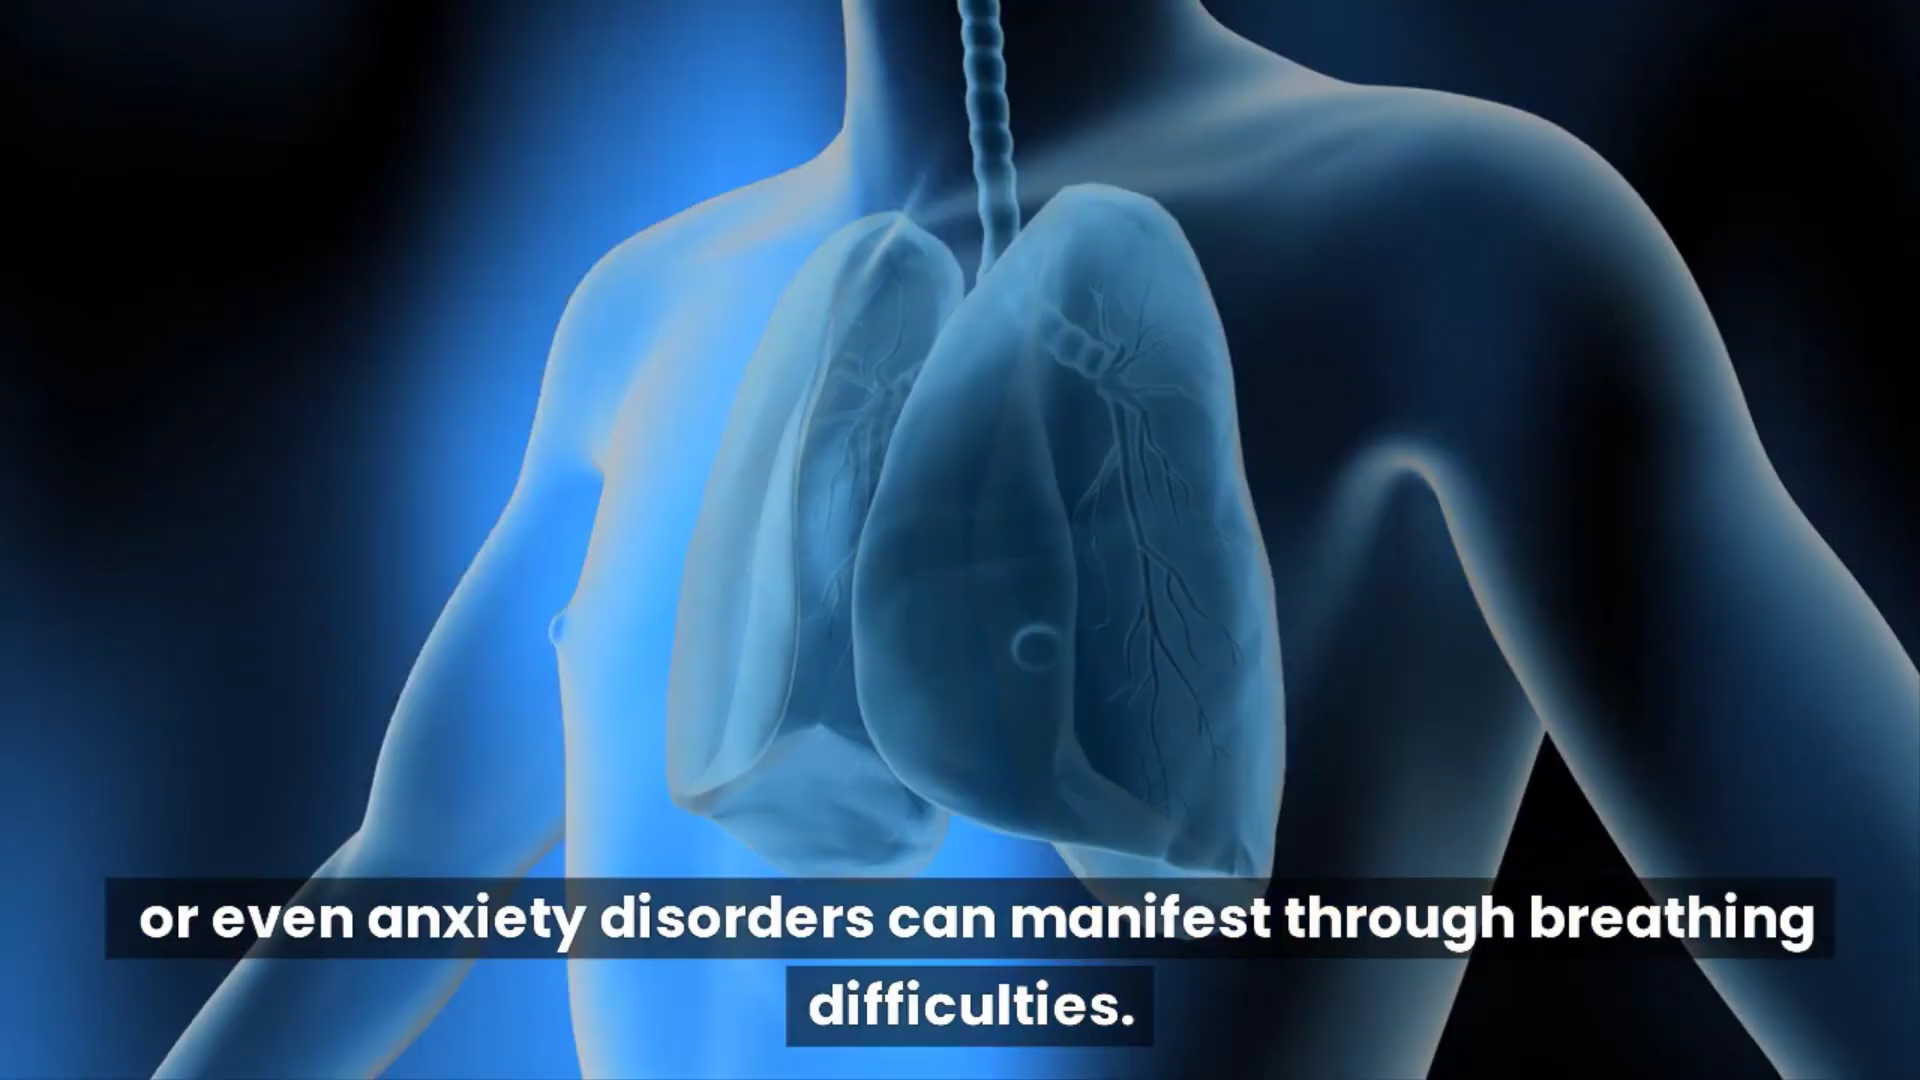 or even anxiety disorders can manifest through breathing
difficulties.